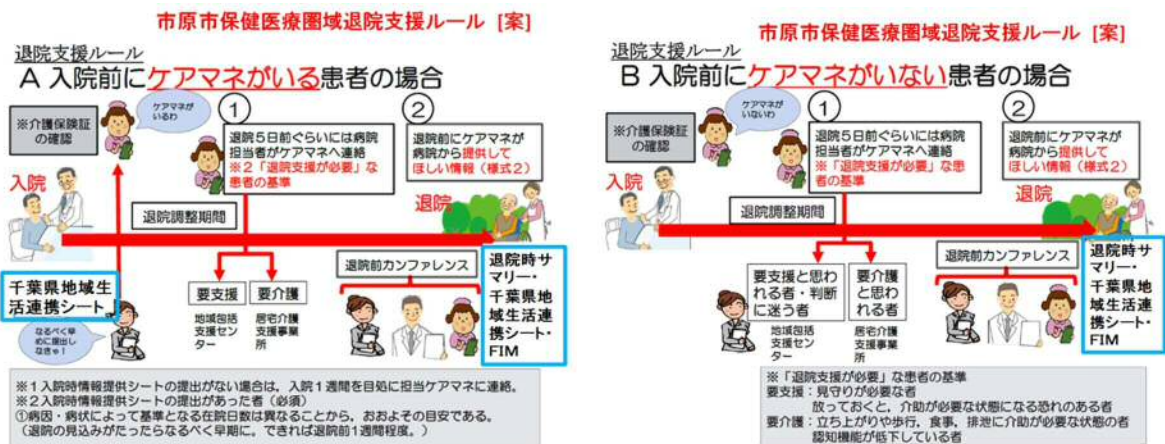 市原市保健医療圏域退院支援ルール [案]
退院支援ルール
A 入院前にケアマネがいる患者の場合
※介護保険証
の確認
ケアマネが
いるわ
①
退院5日前ぐらいには病院
担当者がケアマネへ連絡
※2「退院支援が必要」な
患者の基準
②
退院前にケアマネが
病院から提供して
ほしい情報(様式2)
入院
退院
退院調整期間
千葉県地域生
活連携シート
なるべく早
めに提出し
なきゃ!
要支援
要介護
地域包括
支援セン
ター
居宅介護
支援事業
所
退院前カンファレンス
退院時サ
マリー・
千葉県地
域生活連
携シート・
FIM
※1入院時情報提供シートの提出がない場合は,入院1週間を目処に担当ケアマネに連絡。
※2入院時情報提供シートの提出があった者(必須)
①病因・病状によって基準となる在院日数は異なることから,おおよその目安である。
(退院の見込みがたったらなるべく早期に。できれば退院前1週間程度。)
市原市保健医療圏域退院支援ルール [案]
退院支援ルール
B 入院前にケアマネがいない患者の場合
※介護保険証
の確認
ケアマネが
いないわ
①
退院5日前ぐらいには病院
担当者がケアマネへ連絡
※「退院支援が必要」な患
者の基準
②
退院前にケアマネが
病院から提供して
ほしい情報(様式2)
入院
退院
退院調整期間
要支援と思わ
れる者・判断
に迷う者
要介護
と思わ
れる者
地域包括
支援セン
ター
居宅介護
支援事業
所
退院前カンファレンス
退院時サ
マリー・
千葉県地
域生活連
携シート・
FIM
※「退院支援が必要」な患者の基準
要支援:見守りが必要な者
放っておくと,介助が必要な状態になる恐れのある者
要介護:立ち上がりや歩行,食事,排泄に介助が必要な状態の者
認知機能が低下している者